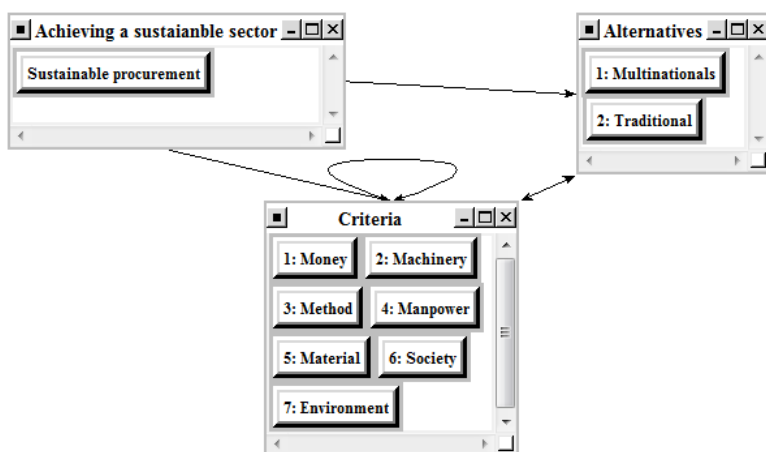 Achieving a sustaianble sector
Sustainable procurement
Alternatives
1: Multinationals
2: Traditional
Criteria
1: Money
2: Machinery
3: Method
4: Manpower
5: Material
6: Society
7: Environment